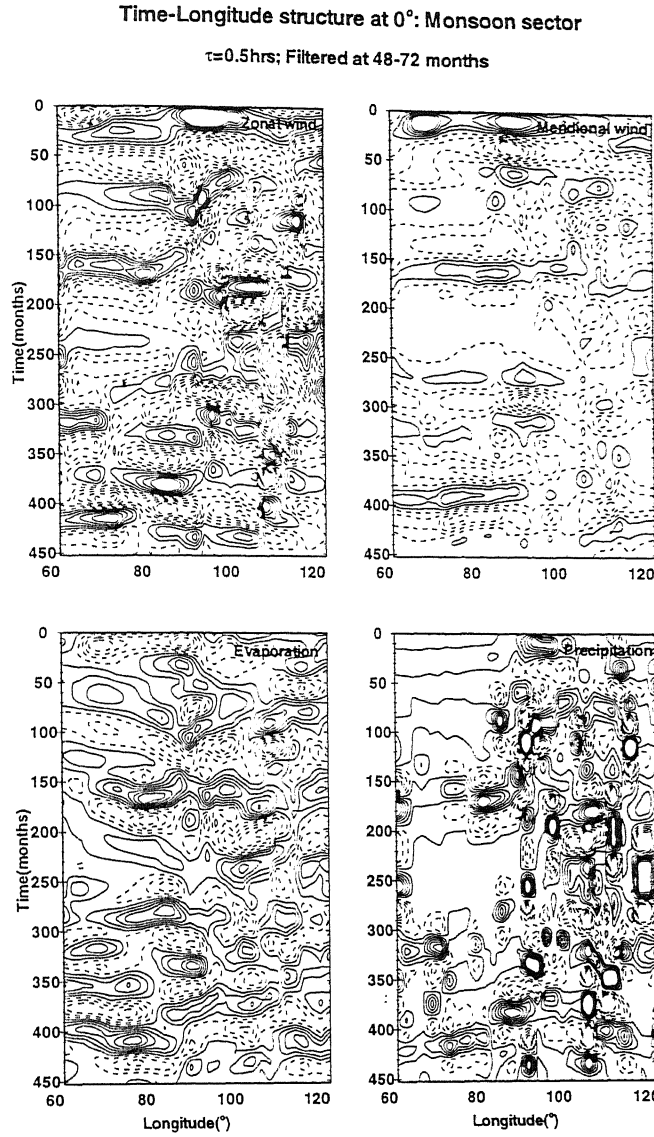 Time-Longitude structure at 0°: Monsoon sector
τ=0.5hrs; Filtered at 48-72 months
Zonal wind
0
50
100
150
200
250
300
350
400
450
Time(months)
60 80 100 120
Meridional wind
0
50
100
150
200
250
300
350
400
450
60 80 100 120
Evaporation
0
50
100
150
200
250
300
350
400
450
Time(months)
60 80 100 120
Longitude(°)
Precipitation
0
50
100
150
200
250
300
350
400
450
60 80 100 120
Longitude(°)